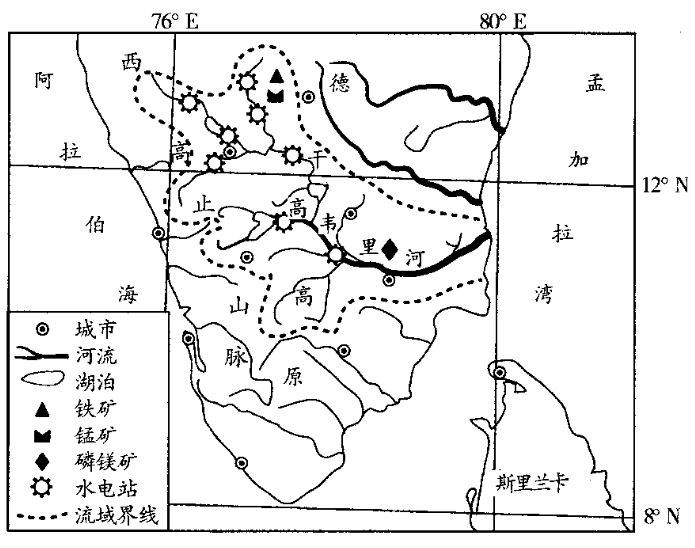 76° E
80° E
阿
拉
伯
海
孟
加
拉
湾
西
高
止
山
脉
德
干
高
原
高
韦
里
河
高
12° N
8° N
斯里兰卡
城市
河流
湖泊
铁矿
锰矿
磷镁矿
水电站
流域界线